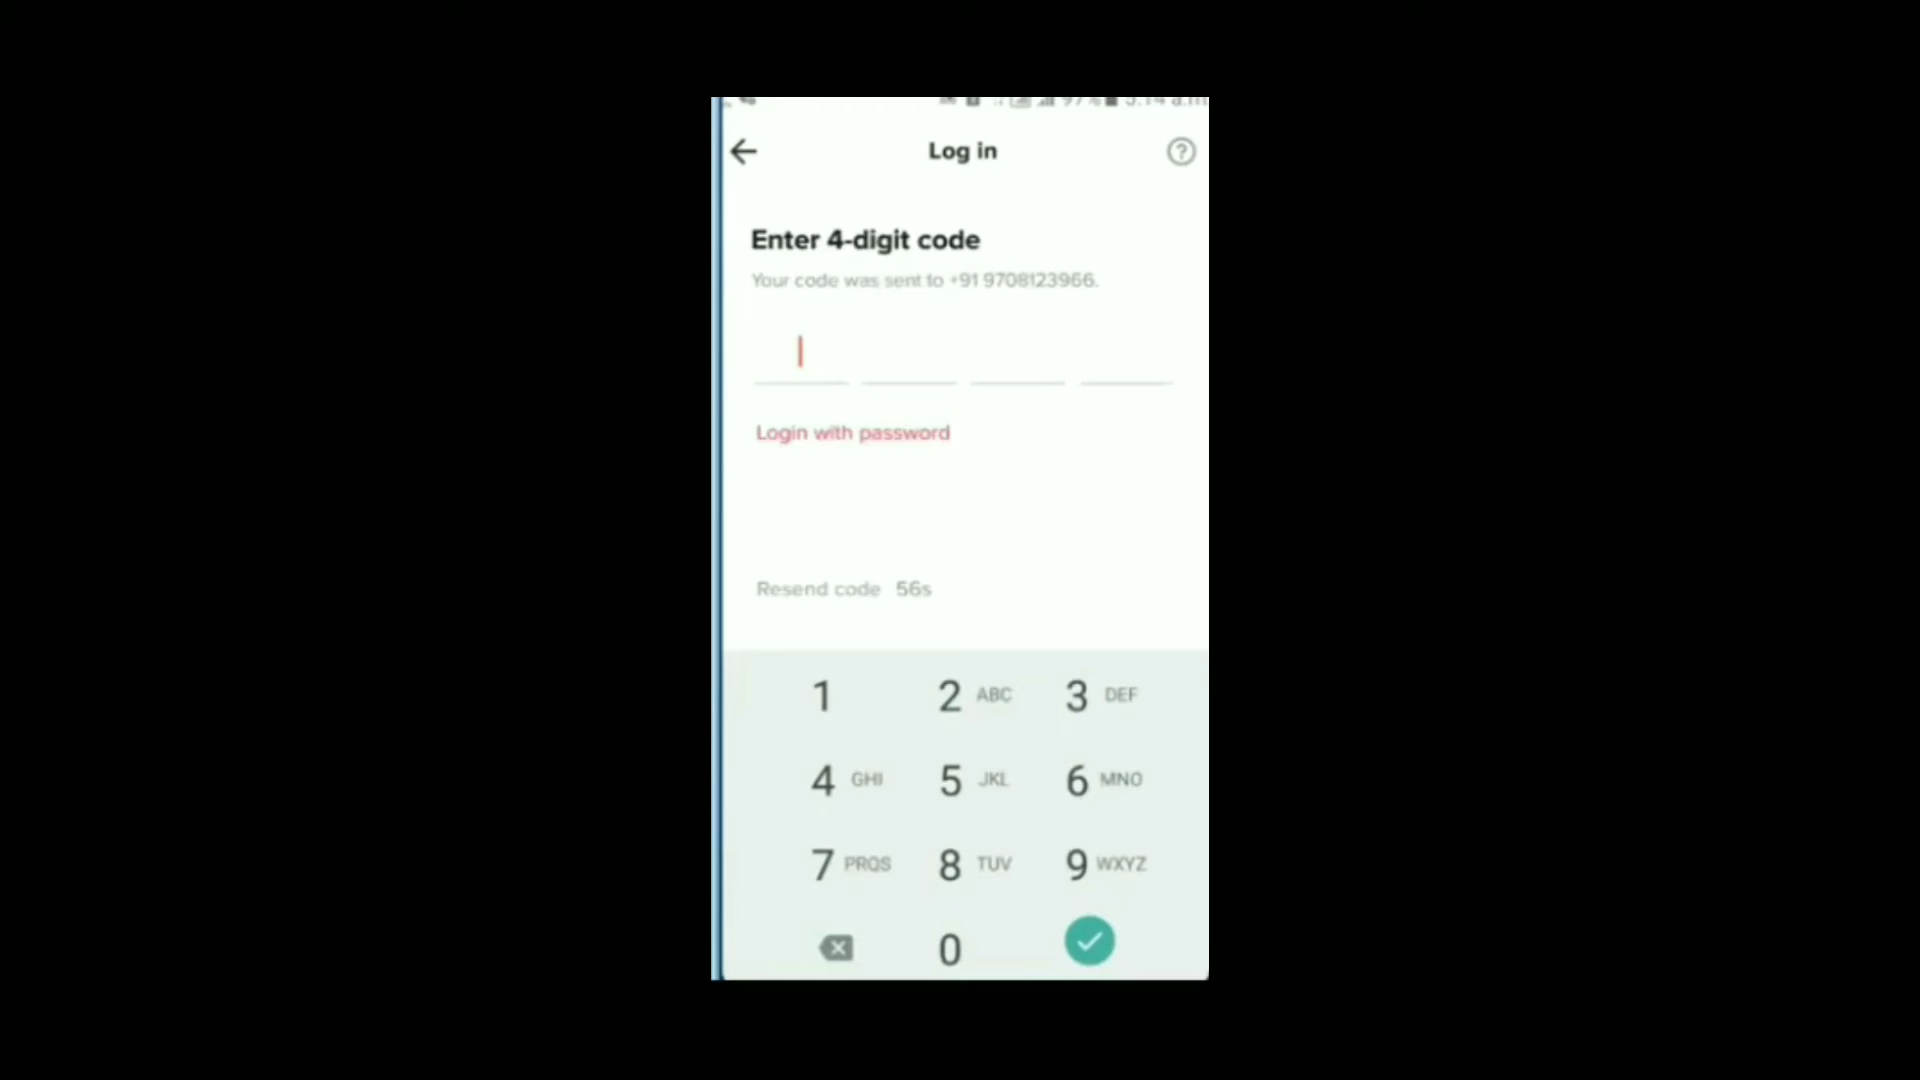 Log in
Enter 4-digit code
Your code was sent to +91 9708123966.
Login with password
Resend code 56s
1 2 ABC 3 DEF
4 GHI 5 JKL 6 MNO
7 PRQS 8 TUV 9 WXYZ
0